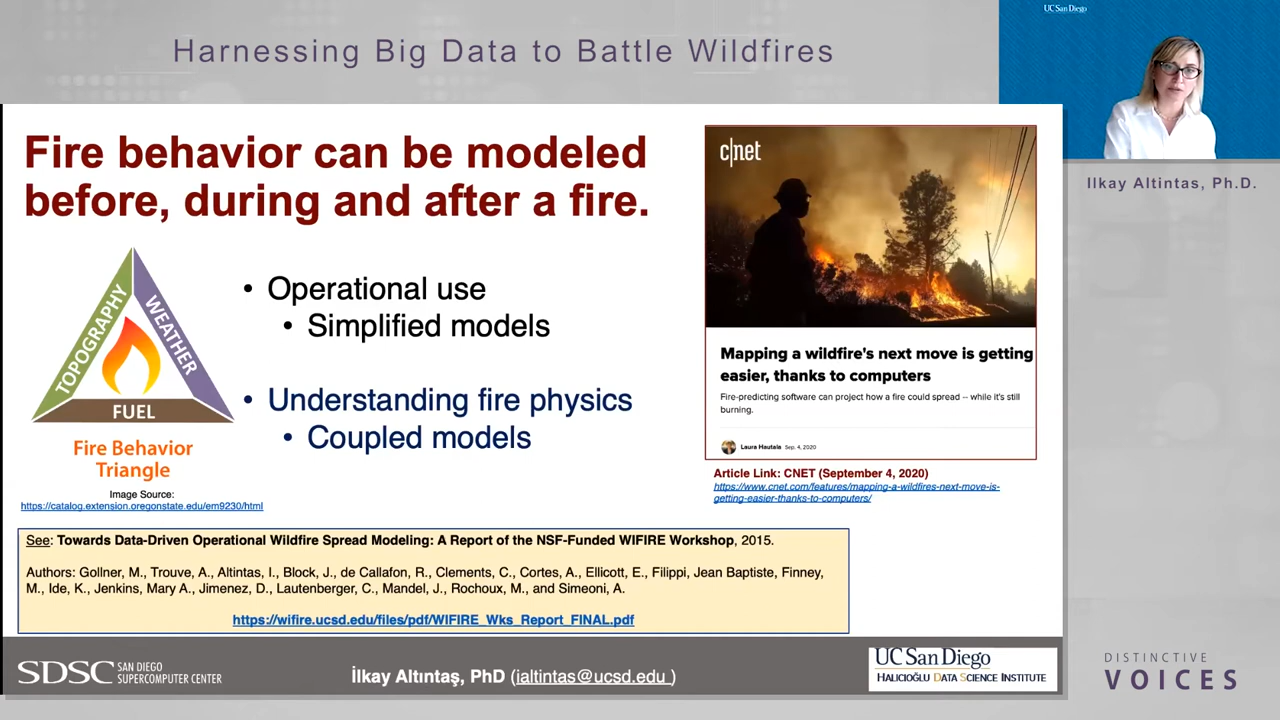 Harnessing Big Data to Battle Wildfires
UC San Diego
Ilkay Altintas, Ph.D.
Fire behavior can be modeled
before, during and after a fire.
TOPOGRAPHY
WEATHER
FUEL
Fire Behavior
Triangle
Image Source:
https://catalog.extension.oregonstate.edu/em9230/html
• Operational use
• Simplified models
• Understanding fire physics
• Coupled models
c|net
Mapping a wildfire's next move is getting
easier, thanks to computers
Fire-predicting software can project how a fire could spread -- while it's still
burning.
Laura Hautala Sep. 4, 2020
Article Link: CNET (September 4, 2020)
https://www.cnet.com/features/mapping-a-wildfires-next-move-is-
getting-easier-thanks-to-computers/
See: Towards Data-Driven Operational Wildfire Spread Modeling: A Report of the NSF-Funded WIFIRE Workshop, 2015.
Authors: Gollner, M., Trouve, A., Altintas, I., Block, J., de Callafon, R., Clements, C., Cortes, A., Ellicott, E., Filippi, Jean Baptiste, Finney,
M., Ide, K., Jenkins, Mary A., Jimenez, D., Lautenberger, C., Mandel, J., Rochoux, M., and Simeoni, A.
https://wifire.ucsd.edu/files/pdf/WIFIRE_Wks_Report_FINAL.pdf
SDSC SAN DIEGO
SUPERCOMPUTER CENTER
İlkay Altıntaş, PhD (ialtintas@ucsd.edu )
UC San Diego
HALICIOĞLU DATA SCIENCE INSTITUTE
DISTINCTIVE
VOICES